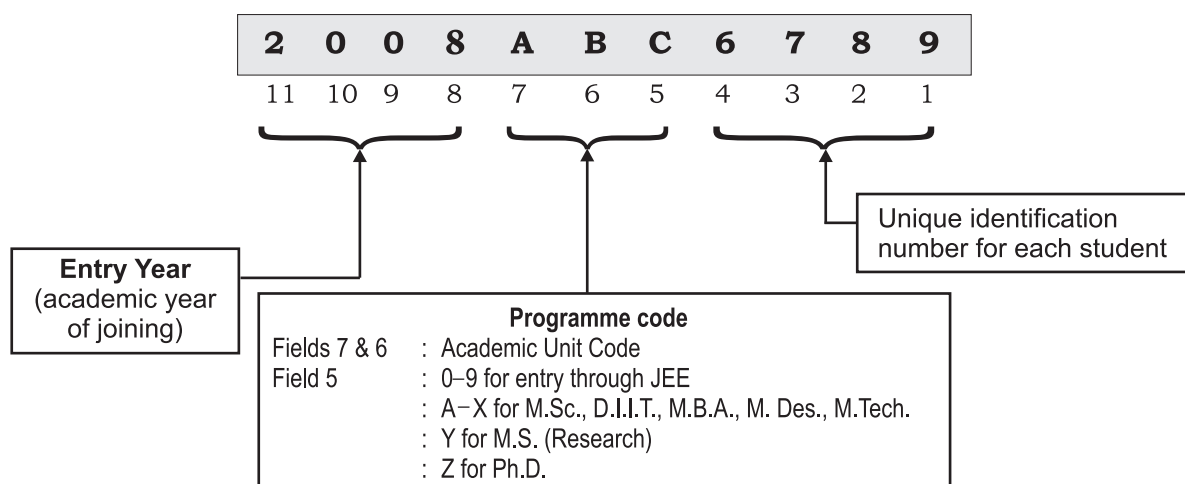 2 0 0 8 A B C 6 7 8 9
11 10 9 8 7 6 5 4 3 2 1
Entry Year
(academic year
of joining)
Unique identification
number for each student
Programme code
Fields 7 & 6 : Academic Unit Code
Field 5 : 0–9 for entry through JEE
: A–X for M.Sc., D.I.I.T., M.B.A., M. Des., M.Tech.
: Y for M.S. (Research)
: Z for Ph.D.